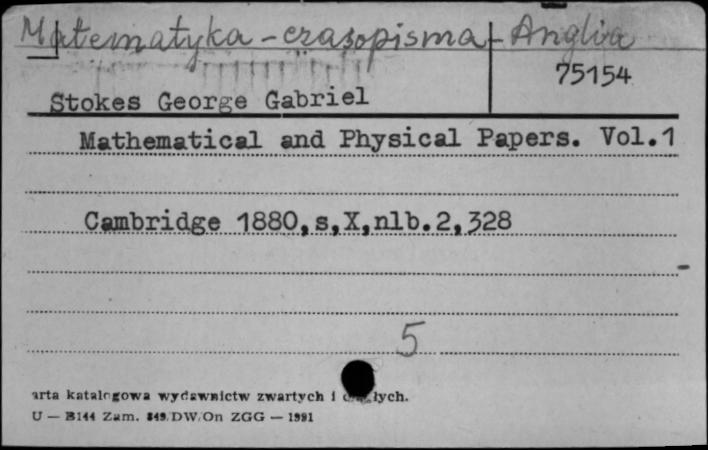 Matematyka - czasopisma - Anglia
75154
Stokes George Gabriel
Mathematical and Physical Papers. Vol.1
Cambridge 1880,s,X,nlb.2,328
5
arta katalogowa wydawnictw zwartych i
U — B144 Zam. 849/DW/On ZGG — 1991